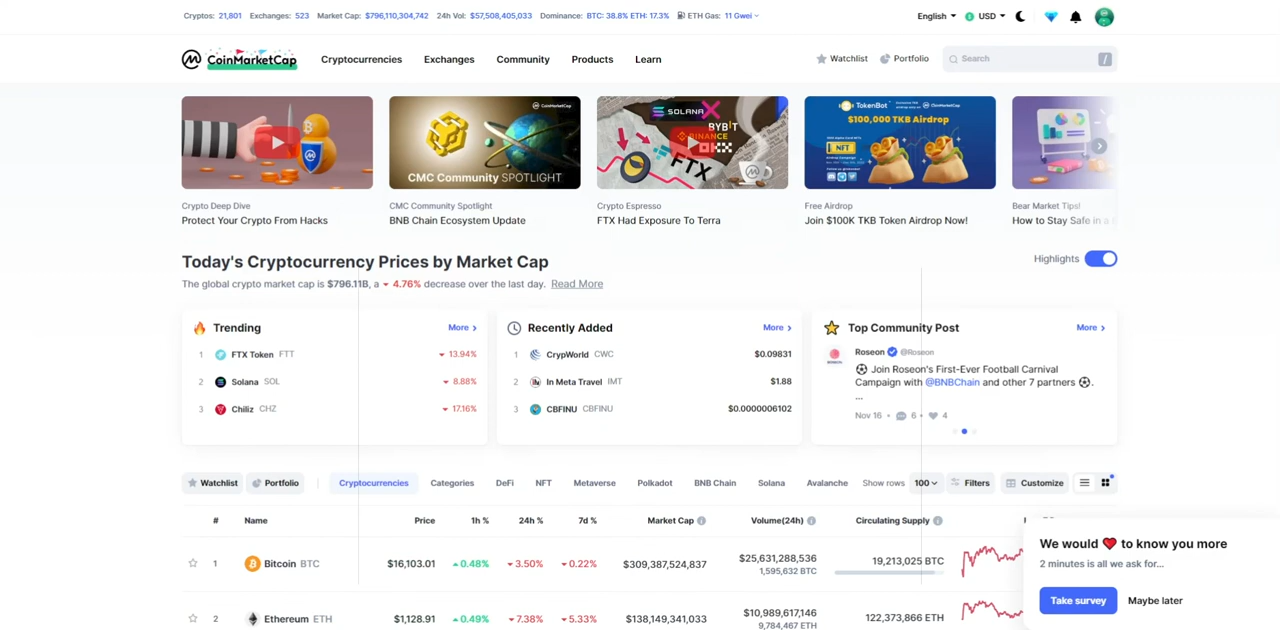 Cryptos: 21,801 Exchanges: 523 Market Cap: $796,110,304,742 24h Vol: $57,508,405,033 Dominance: BTC: 38.8% ETH: 17.3% ETH Gas: 11 Gwei
English USD
CoinMarketCap Cryptocurrencies Exchanges Community Products Learn
Watchlist Portfolio Search /
CoinMarketCap
CMC Community SPOTLIGHT
SOLANA
BYBIT
BINANCE
FTX
TokenBot CoinMarketCap
$100,000 TKB Airdrop
NFT
Crypto Deep Dive
Protect Your Crypto From Hacks
CMC Community Spotlight
BNB Chain Ecosystem Update
Crypto Espresso
FTX Had Exposure To Terra
Free Airdrop
Join $100K TKB Token Airdrop Now!
Bear Market Tips!
How to Stay Safe in a
Today's Cryptocurrency Prices by Market Cap
Highlights
The global crypto market cap is $796.11B, a 4.76% decrease over the last day. Read More
Trending More
1 FTX Token FTT 13.94%
2 Solana SOL 8.88%
3 Chiliz CHZ 17.16%
Recently Added More
1 CrypWorld CWC $0.09831
2 In Meta Travel IMT $1.88
3 CBFINU CBFINU $0.0000006102
Top Community Post More
Roseon @Roseon
Join Roseon's First-Ever Football Carnival
Campaign with @BNBChain and other 7 partners .
...
Nov 16 • 6 • 4
Watchlist Portfolio Cryptocurrencies Categories DeFi NFT Metaverse Polkadot BNB Chain Solana Avalanche Show rows 100 Filters Customize
# Name Price 1h % 24h % 7d % Market Cap Volume(24h) Circulating Supply
1 Bitcoin BTC $16,103.01 0.48% 3.50% 0.22% $309,387,524,837 $25,631,288,536 19,213,025 BTC
1,595,632 BTC
2 Ethereum ETH $1,128.91 0.49% 7.38% 5.33% $138,149,341,033 $10,989,617,146 122,373,866 ETH
9,784,467 ETH
We would ❤️ to know you more
2 minutes is all we ask for...
Take survey Maybe later